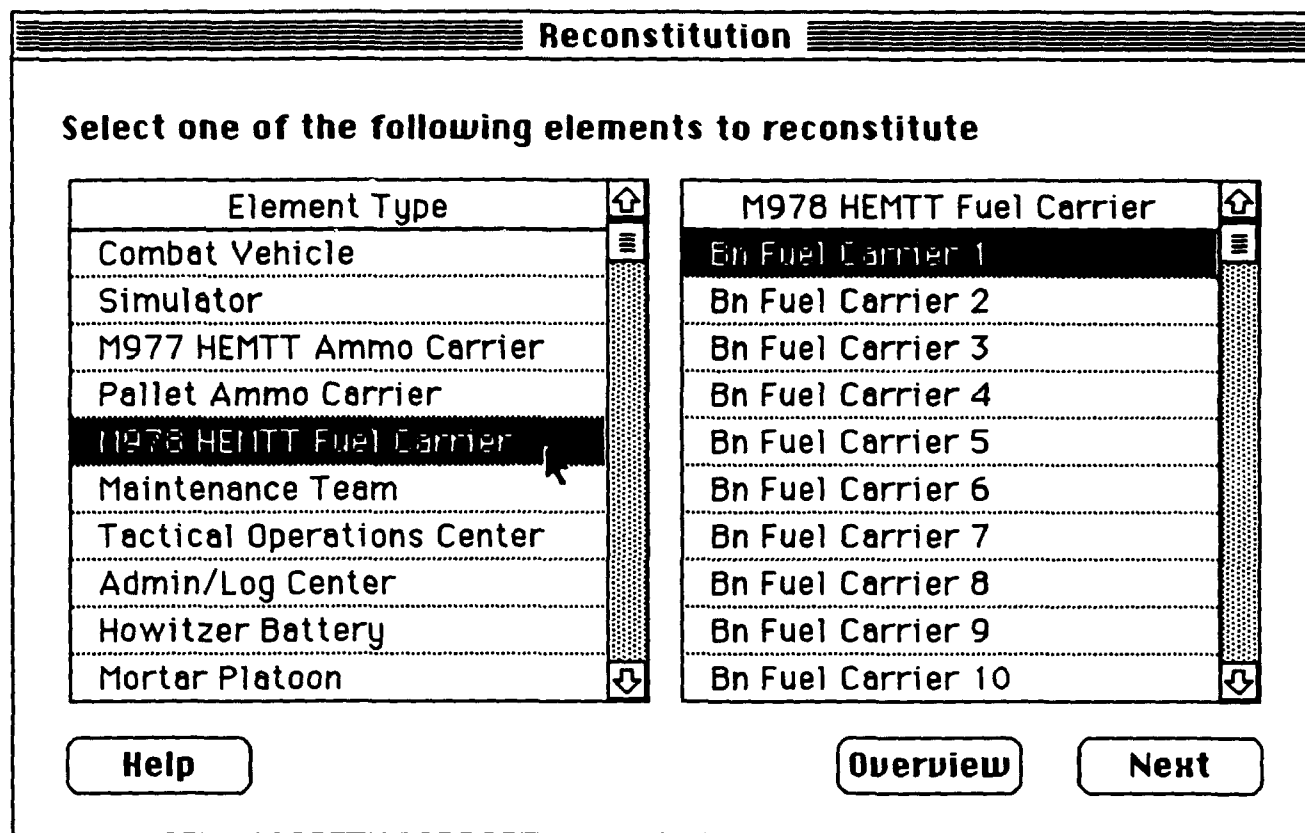 Reconstitution
Select one of the following elements to reconstitute
Element Type
Combat Vehicle
Simulator
M977 HEMTT Ammo Carrier
Pallet Ammo Carrier
M978 HEMTT Fuel Carrier
Maintenance Team
Tactical Operations Center
Admin/Log Center
Howitzer Battery
Mortar Platoon
M978 HEMTT Fuel Carrier
Bn Fuel Carrier 1
Bn Fuel Carrier 2
Bn Fuel Carrier 3
Bn Fuel Carrier 4
Bn Fuel Carrier 5
Bn Fuel Carrier 6
Bn Fuel Carrier 7
Bn Fuel Carrier 8
Bn Fuel Carrier 9
Bn Fuel Carrier 10
Help
Overview
Next